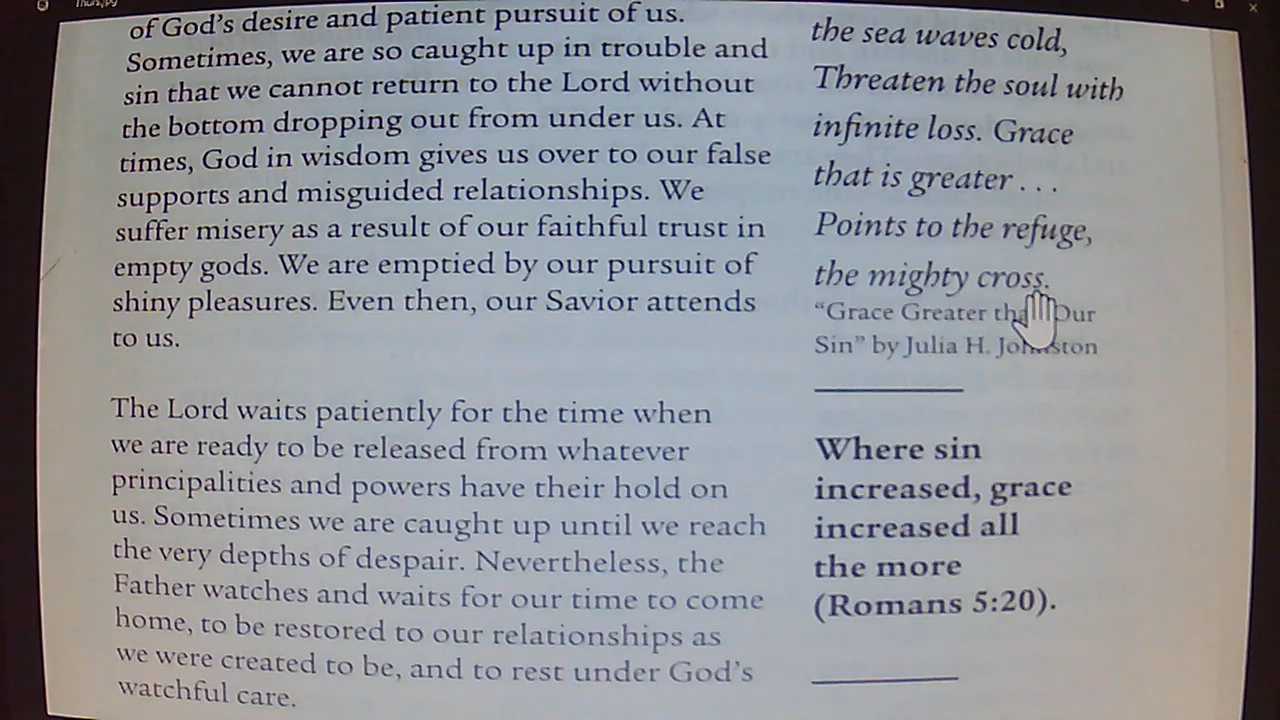 of God's desire and patient pursuit of us.
Sometimes, we are so caught up in trouble and
sin that we cannot return to the Lord without
the bottom dropping out from under us. At
times, God in wisdom gives us over to our false
supports and misguided relationships. We
suffer misery as a result of our faithful trust in
empty gods. We are emptied by our pursuit of
shiny pleasures. Even then, our Savior attends
to us.
The Lord waits patiently for the time when
we are ready to be released from whatever
principalities and powers have their hold on
us. Sometimes we are caught up until we reach
the very depths of despair. Nevertheless, the
Father watches and waits for our time to come
home, to be restored to our relationships as
we were created to be, and to rest under God's
watchful care.
the sea waves cold,
Threaten the soul with
infinite loss. Grace
that is greater . . .
Points to the refuge,
the mighty cross.
"Grace Greater than Our
Sin" by Julia H. Johnston
Where sin
increased, grace
increased all
the more
(Romans 5:20).